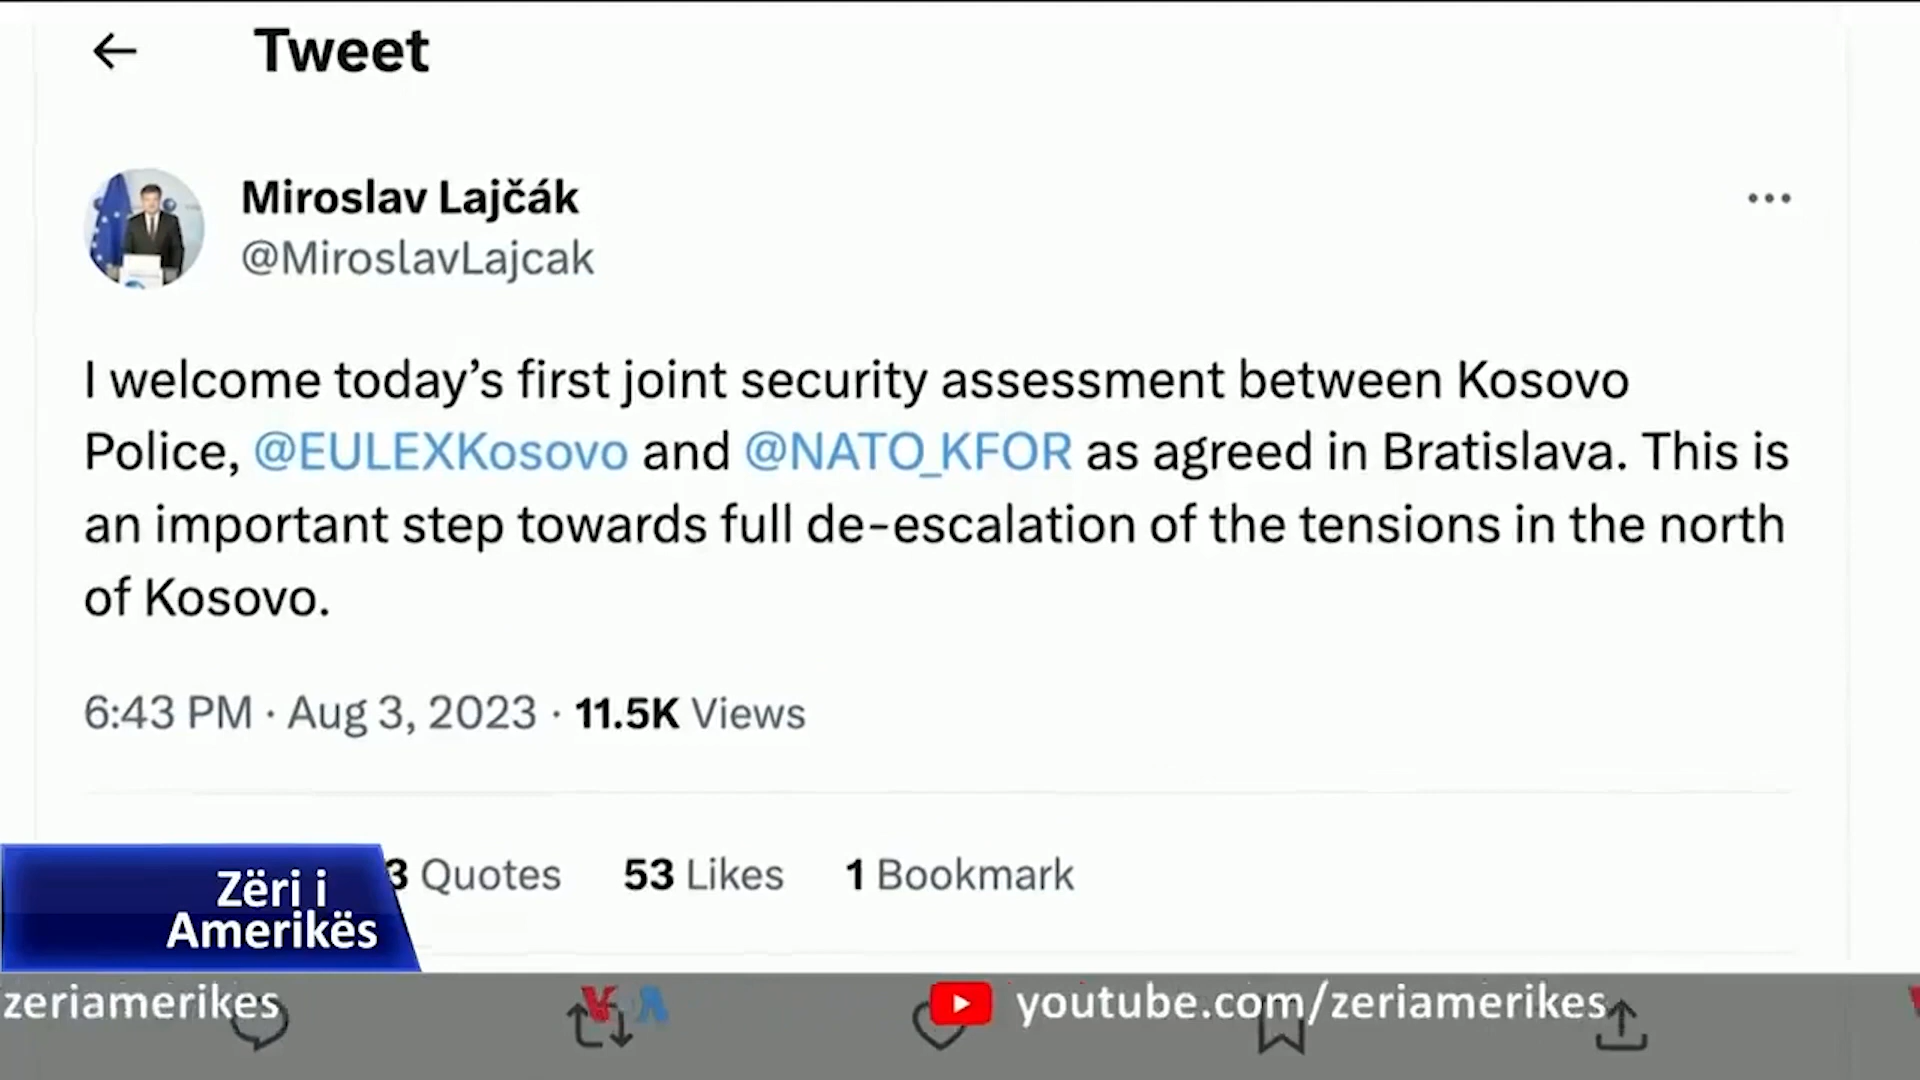 Tweet
Miroslav Lajčák
@MiroslavLajcak
I welcome today’s first joint security assessment between Kosovo
Police, @EULEXKosovo and @NATO_KFOR as agreed in Bratislava. This is
an important step towards full de-escalation of the tensions in the north
of Kosovo.
6:43 PM · Aug 3, 2023 · 11.5K Views
3 Quotes 53 Likes 1 Bookmark
Zëri i
Amerikës
zeriamerikes VOA youtube.com/zeriamerikes